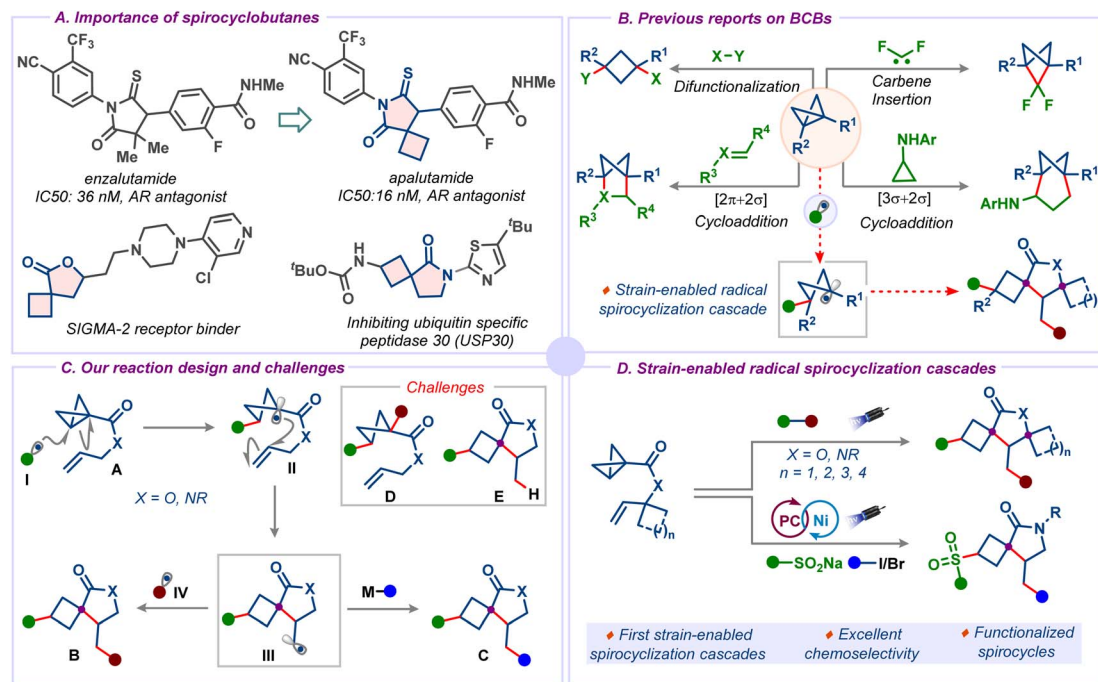 A. Importance of spirocyclobutanes
CF3
NC
S
N
O
Me Me
O
NHMe
F
enzalutamide
IC50: 36 nM, AR antagonist
CF3
NC
S
N
O
O
NHMe
F
apalutamide
IC50:16 nM, AR antagonist
O
O
N
N
N
Cl
SIGMA-2 receptor binder
tBuO
O
HN
O
N
S
N
tBu
Inhibiting ubiquitin specific
peptidase 30 (USP30)
B. Previous reports on BCBs
R2
R1
Y
X
X–Y
Difunctionalization
F F
Carbene
Insertion
R2
R1
F F
R1
R2
R2
R1
X
R3
R4
X
R4
R3
[2π+2σ]
Cycloaddition
NHAr
[3σ+2σ]
Cycloaddition
R2
R1
ArHN
Strain-enabled radical
spirocyclization cascade
R1
R2
O
X
R2
( )n
C. Our reaction design and challenges
I
A
O
X
X = O, NR
II
O
X
Challenges
D
O
X
E
O
X
H
B
O
X
IV
III
O
X
M
C
O
X
D. Strain-enabled radical spirocyclization cascades
O
X
( )n
X = O, NR
n = 1, 2, 3, 4
O
X
( )n
PC Ni
SO2Na
I/Br
O
N
R
O
S
O
First strain-enabled
spirocyclization cascades
Excellent
chemoselectivity
Functionalized
spirocycles